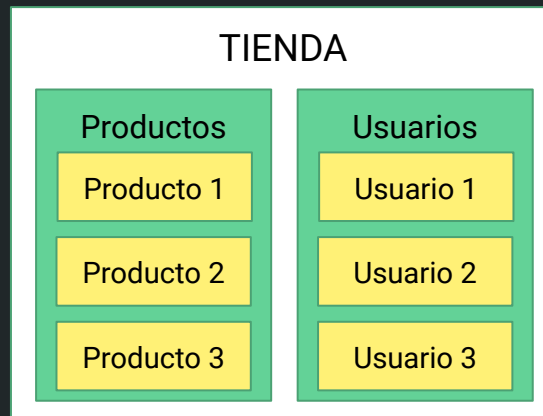 TIENDA
Productos
Producto 1
Producto 2
Producto 3
Usuarios
Usuario 1
Usuario 2
Usuario 3